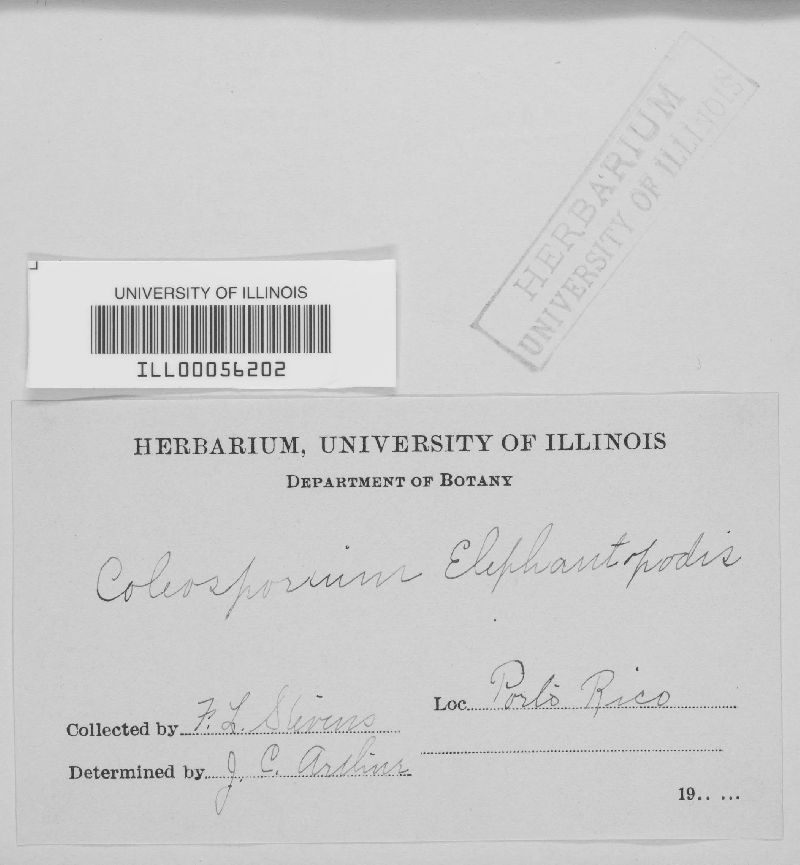 HERBARIUM
UNIVERSITY OF ILLINOIS
UNIVERSITY OF ILLINOIS
ILL00056202
HERBARIUM, UNIVERSITY OF ILLINOIS
DEPARTMENT OF BOTANY
Coleosporium Elephantopodis
Collected by F. L. Stevens
Loc. Porto Rico
Determined by J. C. Arthur
19.. ...